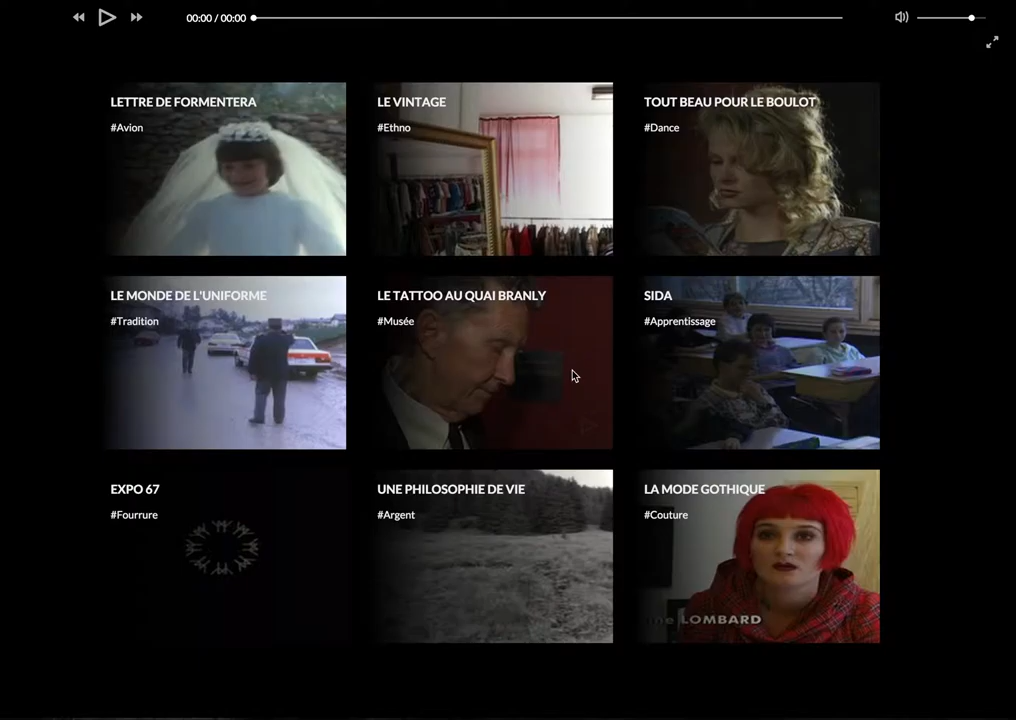 00:00 / 00:00
LETTRE DE FORMENTERA
#Avion
LE VINTAGE
#Ethno
TOUT BEAU POUR LE BOULOT
#Dance
LE MONDE DE L'UNIFORME
#Tradition
LE TATTOO AU QUAI BRANLY
#Musée
SIDA
#Apprentissage
EXPO 67
#Fourrure
UNE PHILOSOPHIE DE VIE
#Argent
LA MODE GOTHIQUE
#Couture
LOMBARD